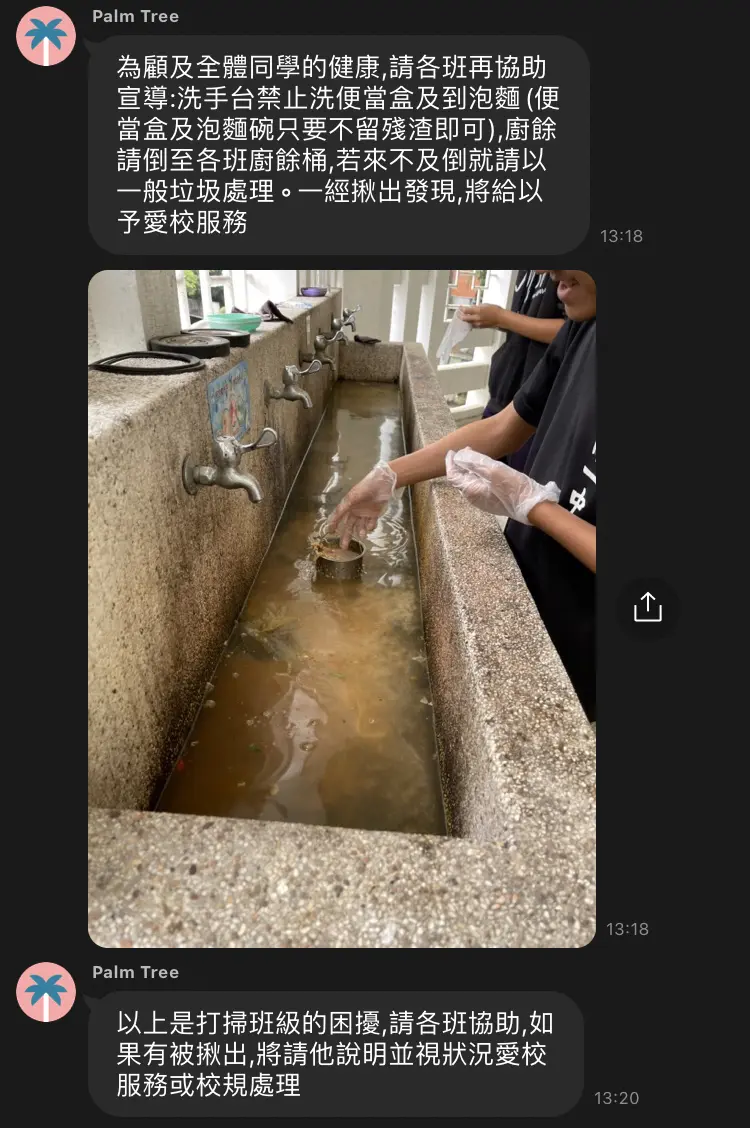 Palm Tree
為顧及全體同學的健康,請各班再協助
宣導:洗手台禁止洗便當盒及到泡麵(便
當盒及泡麵碗只要不留殘渣即可),廚餘
請倒至各班廚餘桶,若來不及倒就請以
一般垃圾處理。一經揪出發現,將給以
予愛校服務
13:18
中
13:18
Palm Tree
以上是打掃班級的困擾,請各班協助,如
果有被揪出,將請他說明並視狀況愛校
服務或校規處理
13:20